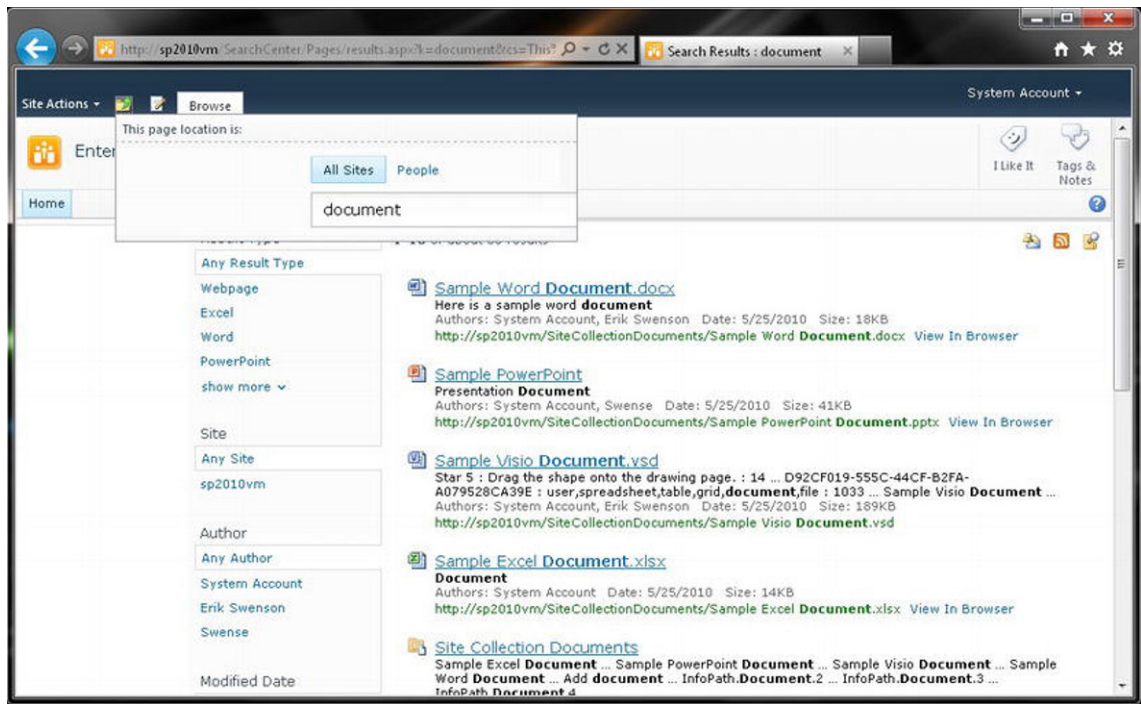 http://sp2010vm/SearchCenter/Pages/results.aspx?k=document&cs=This
Search Results : document
Site Actions
Browse
System Account
This page location is:
Enter
All Sites People
I Like It
Tags & Notes
Home
document
Any Result Type
Webpage
Excel
Word
PowerPoint
show more
Site
Any Site
sp2010vm
Author
Any Author
System Account
Erik Swenson
Swense
Modified Date
Sample Word Document.docx
Here is a sample word document
Authors: System Account, Erik Swenson Date: 5/25/2010 Size: 18KB
http://sp2010vm/SiteCollectionDocuments/Sample Word Document.docx View In Browser
Sample PowerPoint
Presentation Document
Authors: System Account, Swense Date: 5/25/2010 Size: 41KB
http://sp2010vm/SiteCollectionDocuments/Sample PowerPoint Document.pptx View In Browser
Sample Visio Document.vsd
Star 5 : Drag the shape onto the drawing page. : 14 ... D92CF019-555C-44CF-B2FA-
A079528CA39E : user,spreadsheet,table,grid,document,file : 1033 ... Sample Visio Document ...
Authors: System Account, Erik Swenson Date: 5/25/2010 Size: 189KB
http://sp2010vm/SiteCollectionDocuments/Sample Visio Document.vsd
Sample Excel Document.xlsx
Document
Authors: System Account Date: 5/25/2010 Size: 14KB
http://sp2010vm/SiteCollectionDocuments/Sample Excel Document.xlsx View In Browser
Site Collection Documents
Sample Excel Document ... Sample PowerPoint Document ... Sample Visio Document ... Sample
Word Document ... Add document ... InfoPath.Document.2 ... InfoPath.Document.3 ...
InfoPath.Document.4